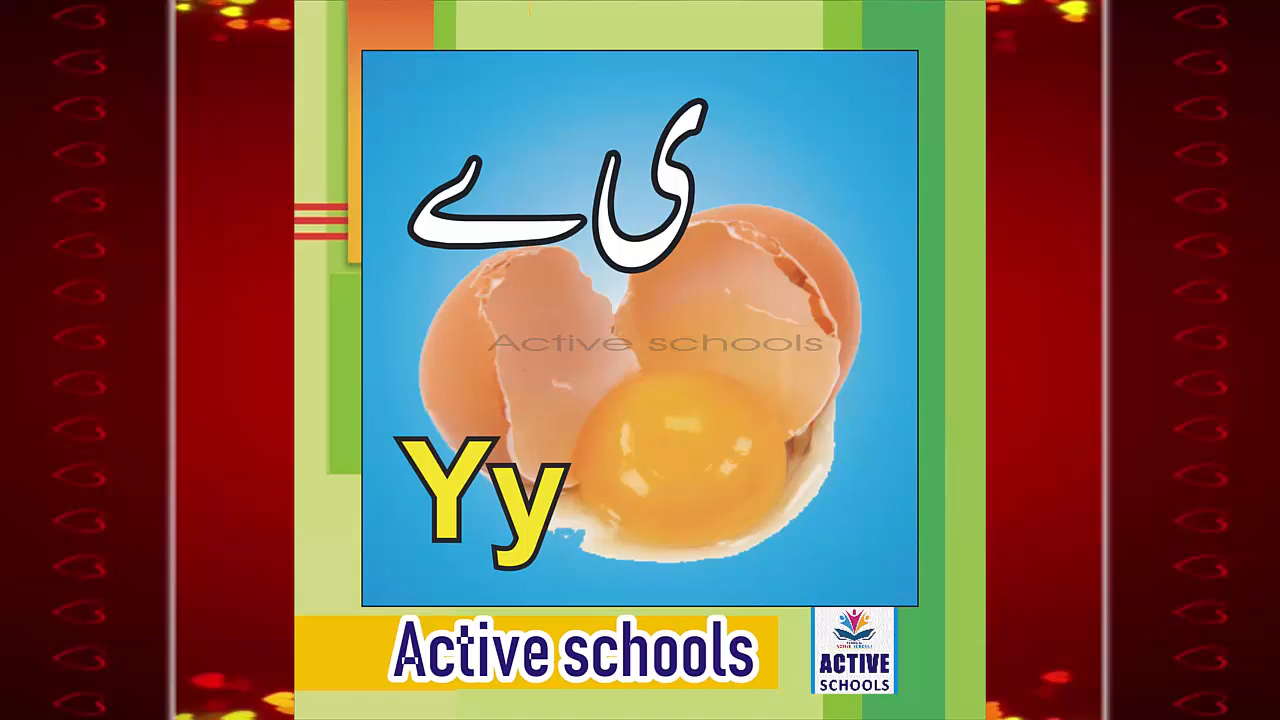 ی ے
Active schools
Yy
Active schools
ACTIVE
SCHOOLS